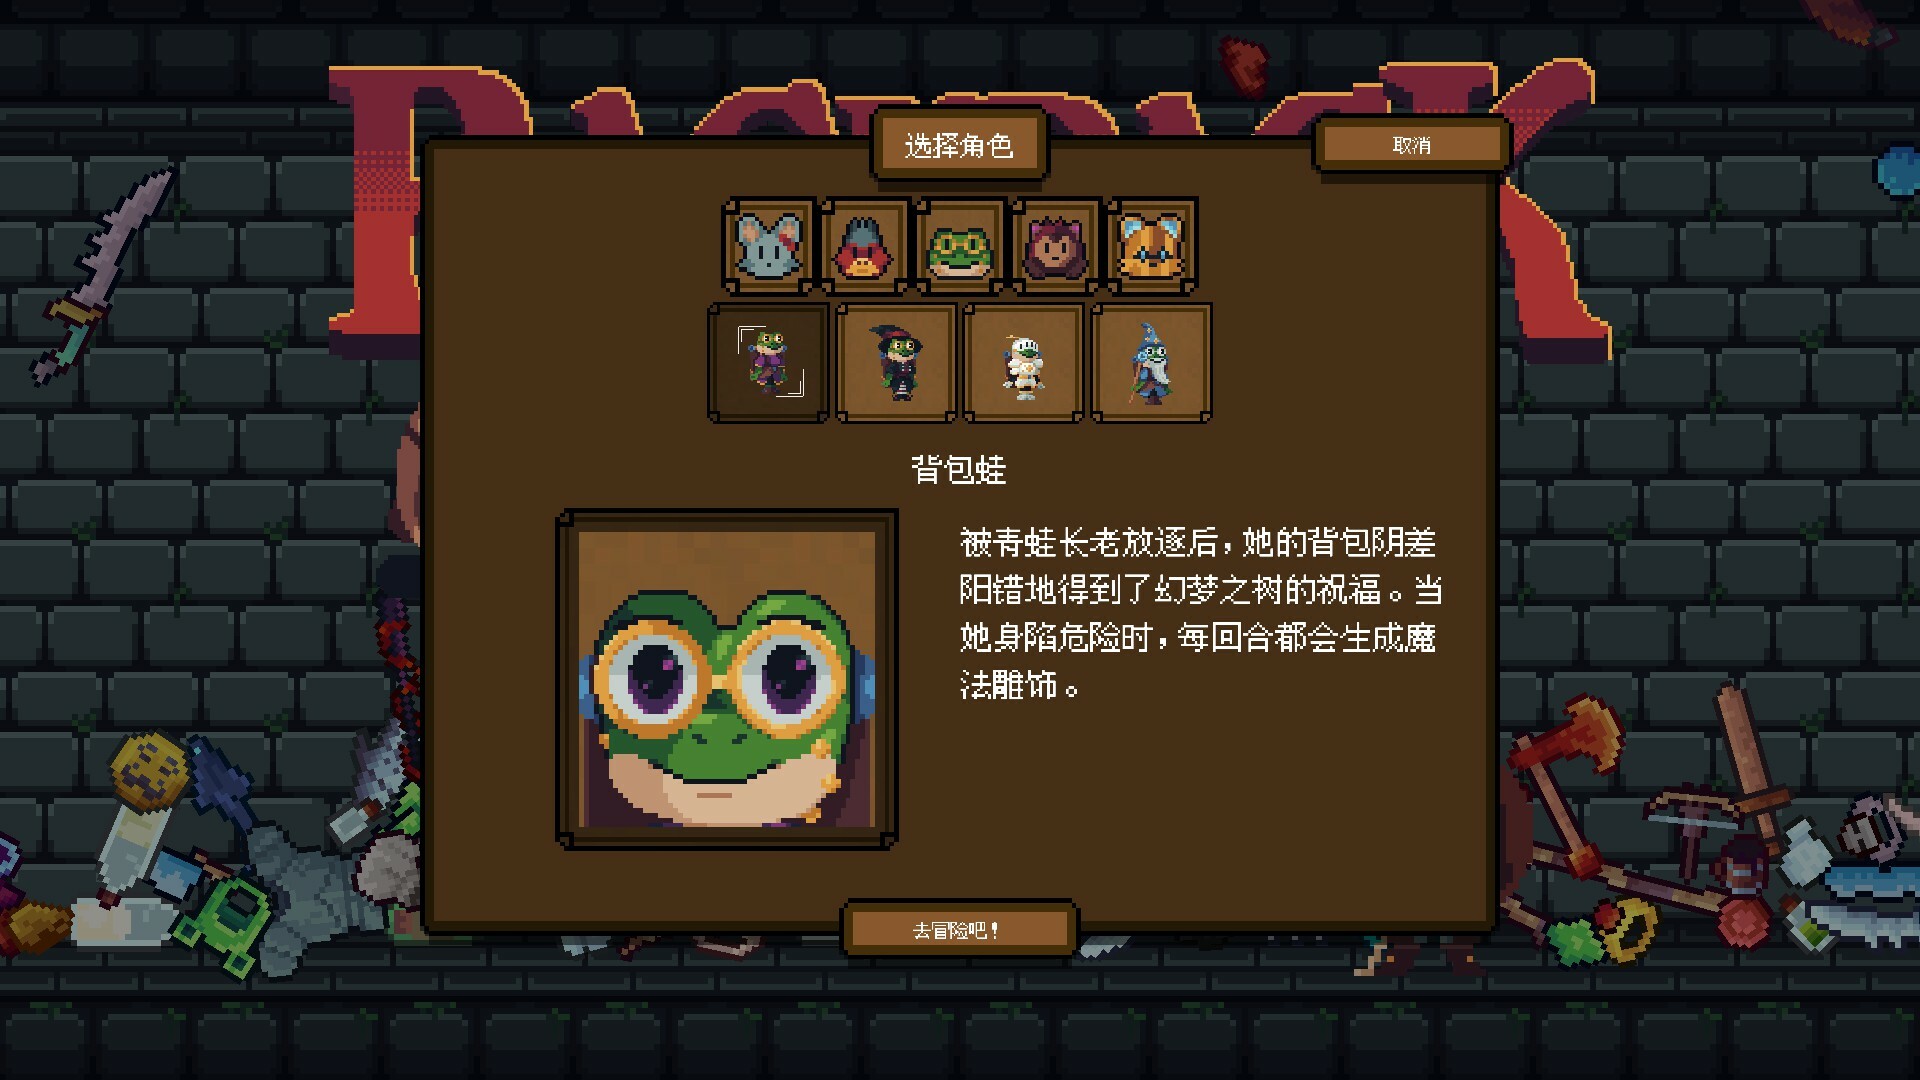 选择角色
取消
背包蛙
被青蛙长老放逐后，她的背包阴差
阳错地得到了幻梦之树的祝福。当
她身陷危险时，每回合都会生成魔
法雕饰。
去冒险吧！